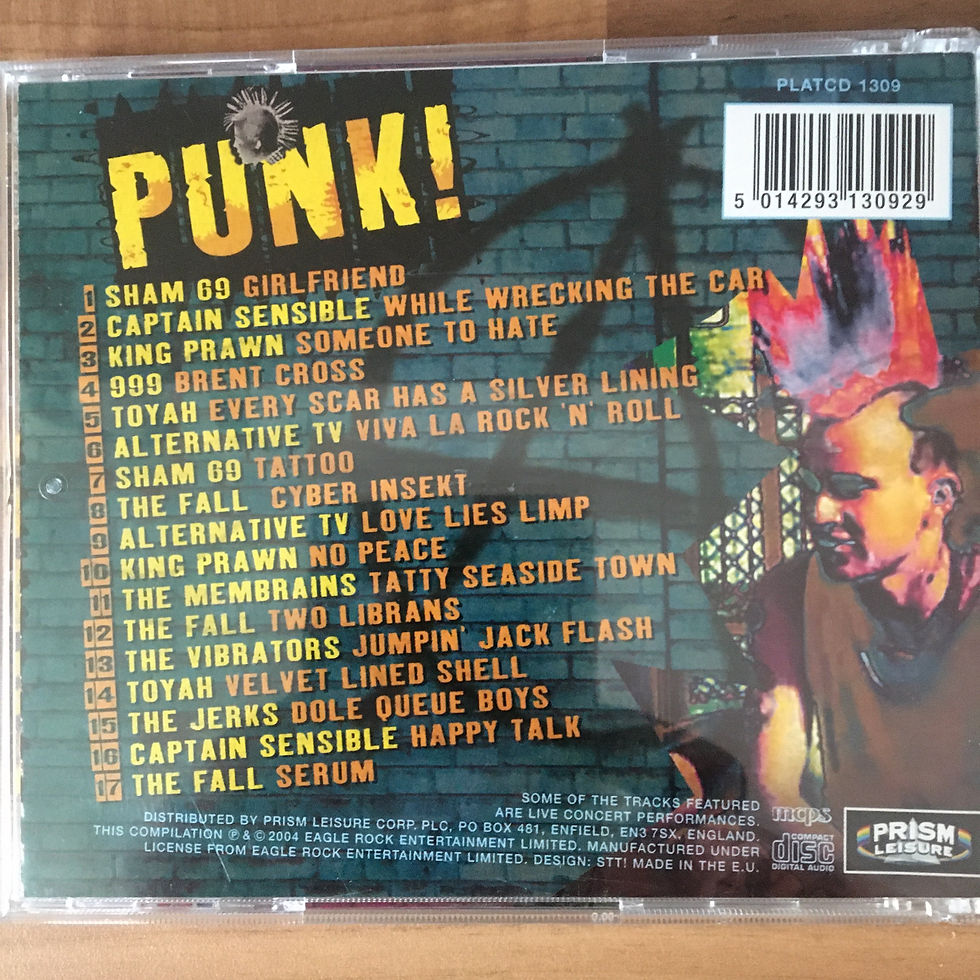 PLATCD 1309
PUNK!
5 014293 130929
1 SHAM 69 GIRLFRIEND
2 CAPTAIN SENSIBLE WHILE WRECKING THE CAR
3 KING PRAWN SOMEONE TO HATE
4 999 BRENT CROSS
5 TOYAH EVERY SCAR HAS A SILVER LINING
6 ALTERNATIVE TV VIVA LA ROCK 'N' ROLL
7 SHAM 69 TATTOO
8 THE FALL CYBER INSEKT
9 ALTERNATIVE TV LOVE LIES LIMP
10 KING PRAWN NO PEACE
11 THE MEMBRAINS TATTY SEASIDE TOWN
12 THE FALL TWO LIBRANS
13 THE VIBRATORS JUMPIN' JACK FLASH
14 TOYAH VELVET LINED SHELL
15 THE JERKS DOLE QUEUE BOYS
16 CAPTAIN SENSIBLE HAPPY TALK
17 THE FALL SERUM
SOME OF THE TRACKS FEATURED
ARE LIVE CONCERT PERFORMANCES.
DISTRIBUTED BY PRISM LEISURE CORP. PLC, PO BOX 481, ENFIELD, EN3 7SX, ENGLAND.
THIS COMPILATION ℗ & © 2004 EAGLE ROCK ENTERTAINMENT LIMITED. MANUFACTURED UNDER
LICENSE FROM EAGLE ROCK ENTERTAINMENT LIMITED. DESIGN: STT! MADE IN THE E.U.
mcps
COMPACT
disc
DIGITAL AUDIO
PRISM
LEISURE